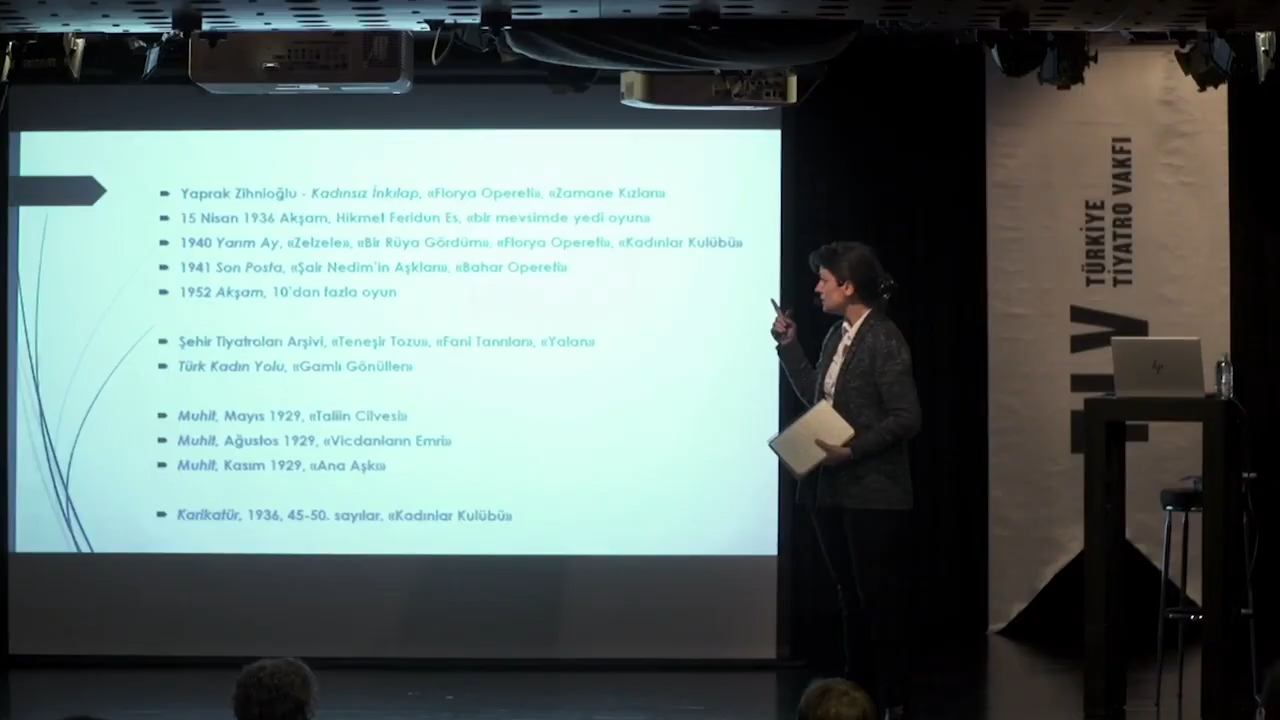 Yaprak Zihnioğlu - Kadınsız İnkılap, «Florya Opereti», «Zamane Kızları»
15 Nisan 1936 Akşam, Hikmet Feridun Es, «bir mevsimde yedi oyun»
1940 Yarım Ay, «Zelzele», «Bir Rüya Gördüm», «Florya Opereti», «Kadınlar Kulübü»
1941 Son Posta, «Şair Nedim'in Aşkları», «Bahar Opereti»
1952 Akşam, 10'dan fazla oyun
Şehir Tiyatroları Arşivi, «Teneşir Tozu», «Fani Tanrılar», «Yalan»
Türk Kadın Yolu, «Gamlı Gönüller»
Muhit, Mayıs 1929, «Taliin Cilvesi»
Muhit, Ağustos 1929, «Vicdanların Emri»
Muhit, Kasım 1929, «Ana Aşkı»
Karikatür, 1936, 45-50. sayılar, «Kadınlar Kulübü»
TÜRKİYE
TİYATRO VAKFI
hp